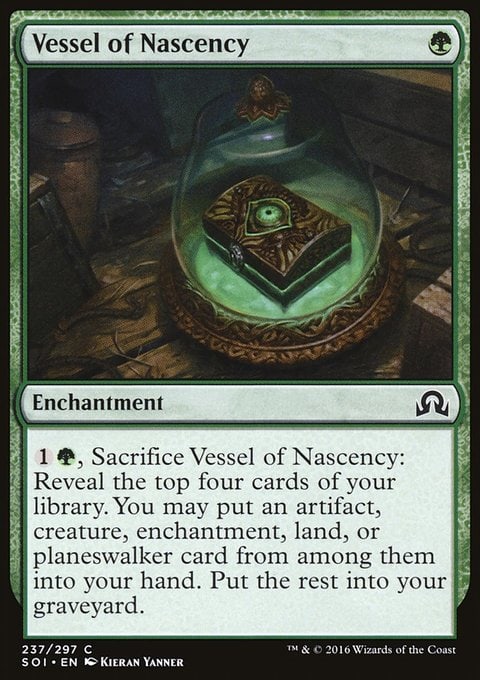 Vessel of Nascency
Enchantment
1, Sacrifice Vessel of Nascency:
Reveal the top four cards of your
library. You may put an artifact,
creature, enchantment, land, or
planeswalker card from among them
into your hand. Put the rest into your
graveyard.
237/297 C
SOI • EN KIERAN YANNER
™ & © 2016 Wizards of the Coast